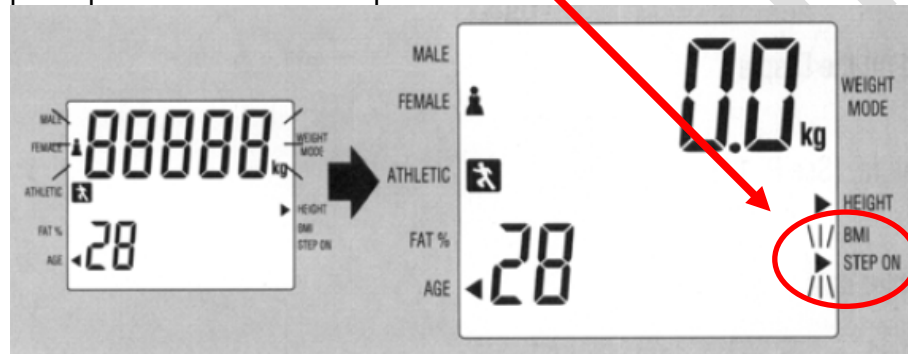 MALE
FEMALE
ATHLETIC
FAT %
AGE
88888
kg
28
WEIGHT
MODE
HEIGHT
BMI
STEP ON
MALE
FEMALE
ATHLETIC
FAT %
AGE
0.0 kg
28
WEIGHT
MODE
HEIGHT
BMI
STEP ON